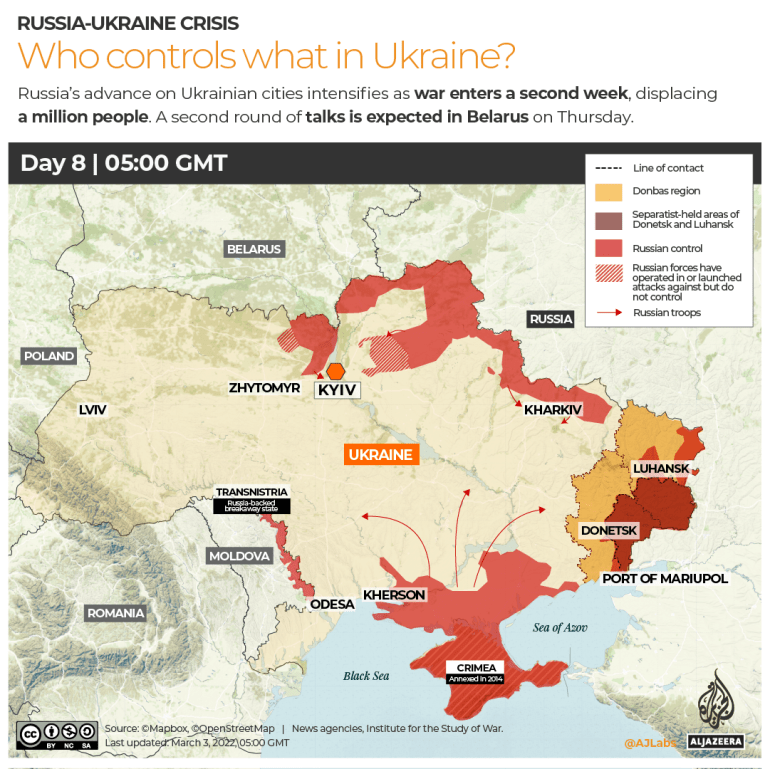 RUSSIA-UKRAINE CRISIS
Who controls what in Ukraine?
Russia's advance on Ukrainian cities intensifies as war enters a second week, displacing
a million people. A second round of talks is expected in Belarus on Thursday.
Day 8 | 05:00 GMT
Line of contact
Donbas region
Separatist-held areas of
Donetsk and Luhansk
Russian control
Russian forces have
operated in or launched
attacks against but do
not control
Russian troops
BELARUS
RUSSIA
POLAND
ZHYTOMYR
KYIV
LVIV
KHARKIV
UKRAINE
LUHANSK
TRANSNISTRIA
Russia-backed
breakaway state
DONETSK
MOLDOVA
PORT OF MARIUPOL
KHERSON
ODESA
ROMANIA
Sea of Azov
CRIMEA
Annexed in 2014
Black Sea
cc BY NC SA
Source: ©Mapbox, ©OpenStreetMap | News agencies, Institute for the Study of War.
Last updated: March 3, 2022\05:00 GMT
@AJLabs
ALJAZEERA